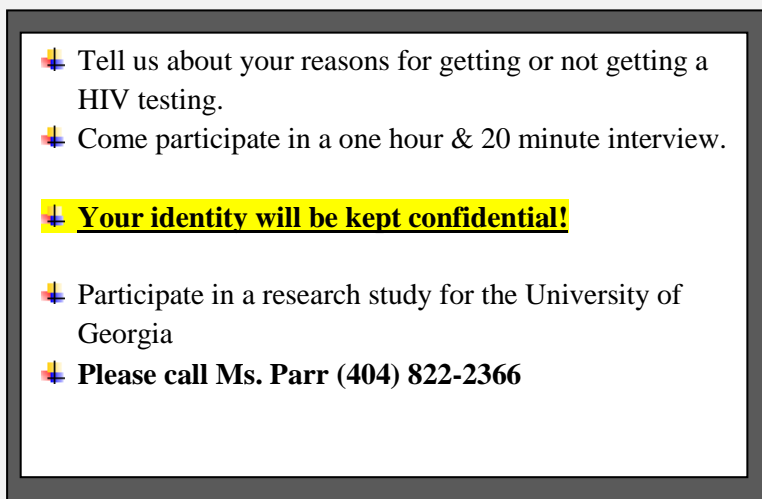 Tell us about your reasons for getting or not getting a
HIV testing.
Come participate in a one hour & 20 minute interview.
Your identity will be kept confidential!
Participate in a research study for the University of
Georgia
Please call Ms. Parr (404) 822-2366